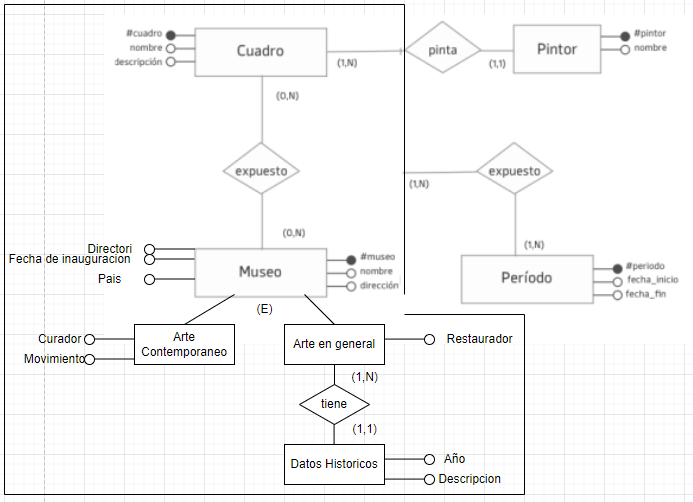 #cuadro
nombre
descripción
Cuadro
(1,N)
pinta
(1,1)
Pintor
#pintor
nombre
(0,N)
expuesto
(0,N)
(1,N)
expuesto
(1,N)
Directori
Fecha de inauguracion
Pais
Museo
#museo
nombre
dirección
Período
#periodo
fecha_inicio
fecha_fin
(E)
Curador
Movimiento
Arte
Contemporaneo
Arte en general
Restaurador
(1,N)
tiene
(1,1)
Datos Historicos
Año
Descripcion